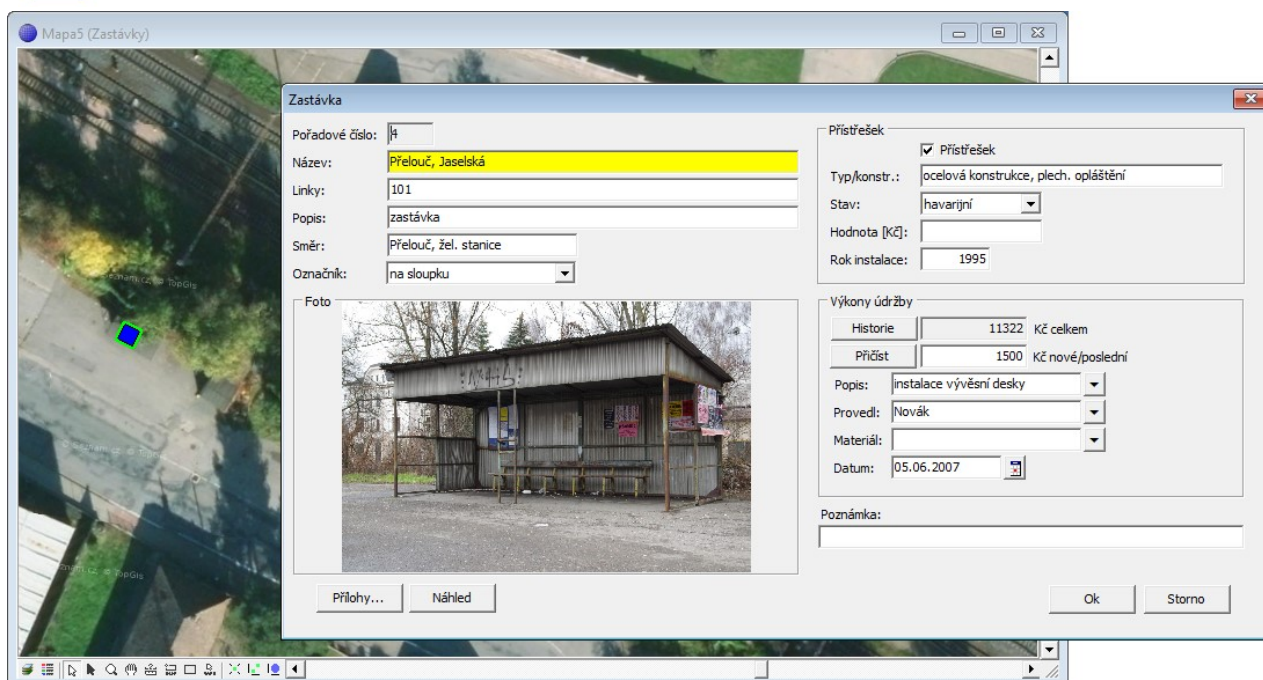 Mapa5 (Zastávky)
Zastávka
Pořadové číslo: 4
Název: Přelouč, Jaselská
Linky: 101
Popis: zastávka
Směr: Přelouč, žel. stanice
Označník: na sloupku
Foto
Přílohy... Náhled
Přístřešek
Přístřešek
Typ/konstr.: ocelová konstrukce, plech. opláštění
Stav: havarijní
Hodnota [Kč]:
Rok instalace: 1995
Výkony údržby
Historie 11322 Kč celkem
Přičíst 1500 Kč nové/poslední
Popis: instalace vývěsní desky
Provedl: Novák
Materiál:
Datum: 05.06.2007
Poznámka:
Ok Storno